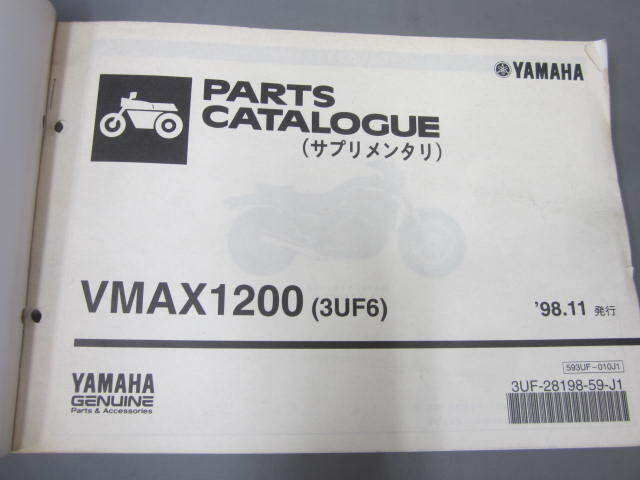 YAMAHA
PARTS
CATALOGUE
(サプリメンタリ)
VMAX1200 (3UF6)
'98.11 発行
593UF-010J1
3UF-28198-59-J1
YAMAHA
GENUINE
Parts & Accessories